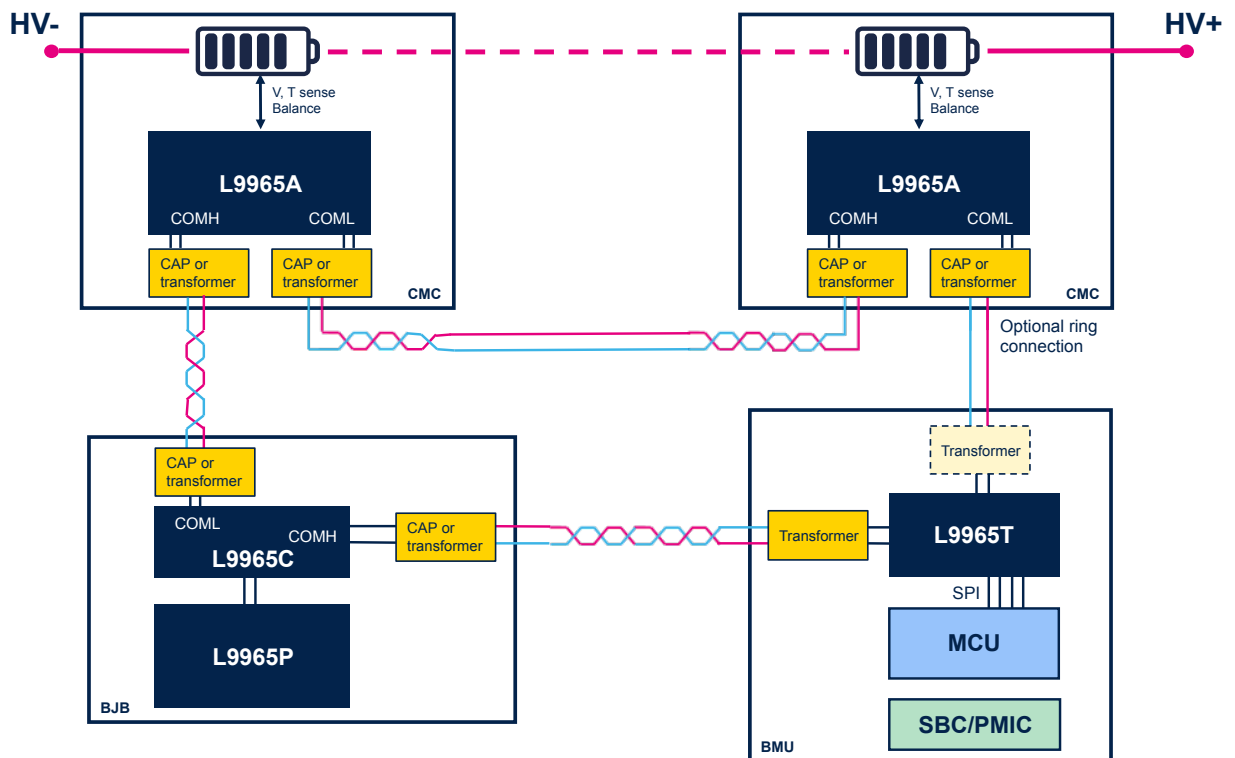 HV-
HV+
V, T sense
Balance
V, T sense
Balance
L9965A
L9965A
COMH
COML
COMH
COML
CAP or
transformer
CAP or
transformer
CAP or
transformer
CAP or
transformer
CMC
CMC
Optional ring
connection
CAP or
transformer
Transformer
COML
COMH
L9965C
CAP or
transformer
Transformer
L9965T
SPI
L9965P
MCU
BJB
SBC/PMIC
BMU